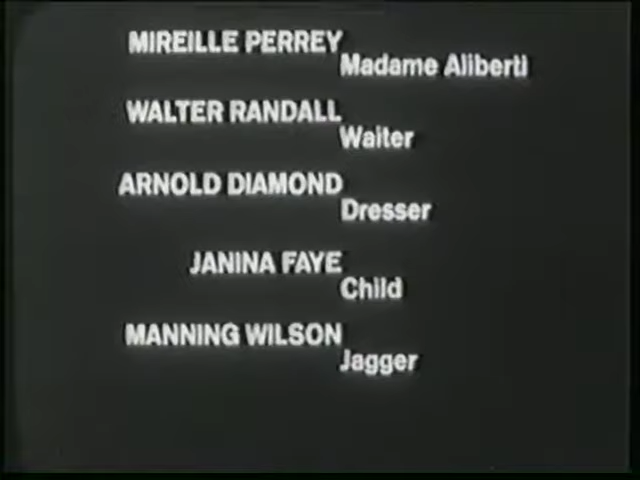 MIREILLE PERREY
Madame Aliberti
WALTER RANDALL
Waiter
ARNOLD DIAMOND
Dresser
JANINA FAYE
Child
MANNING WILSON
Jagger